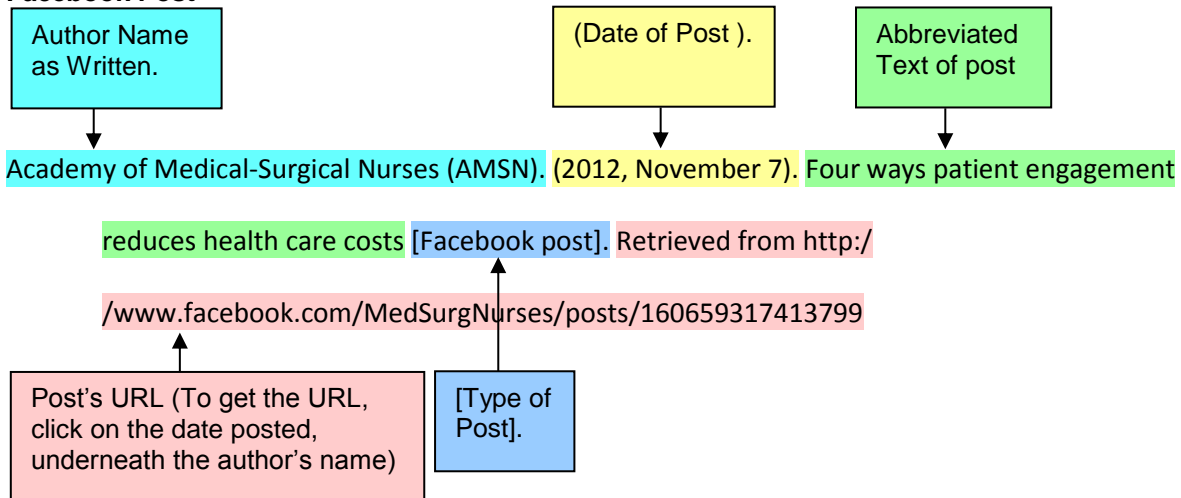 Facebook Post
Author Name
as Written.
(Date of Post ).
Abbreviated
Text of post
Academy of Medical-Surgical Nurses (AMSN). (2012, November 7). Four ways patient engagement
reduces health care costs [Facebook post]. Retrieved from http:/
/www.facebook.com/MedSurgNurses/posts/160659317413799
Post’s URL (To get the URL,
click on the date posted,
underneath the author’s name)
[Type of
Post].